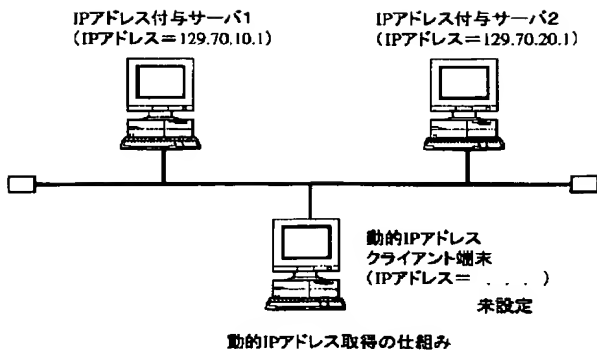 IPアドレス付与サーバ1
(IPアドレス=129.70.10.1)
IPアドレス付与サーバ2
(IPアドレス=129.70.20.1)
動的IPアドレス
クライアント端末
(IPアドレス= . . . )
未設定
動的IPアドレス取得の仕組み